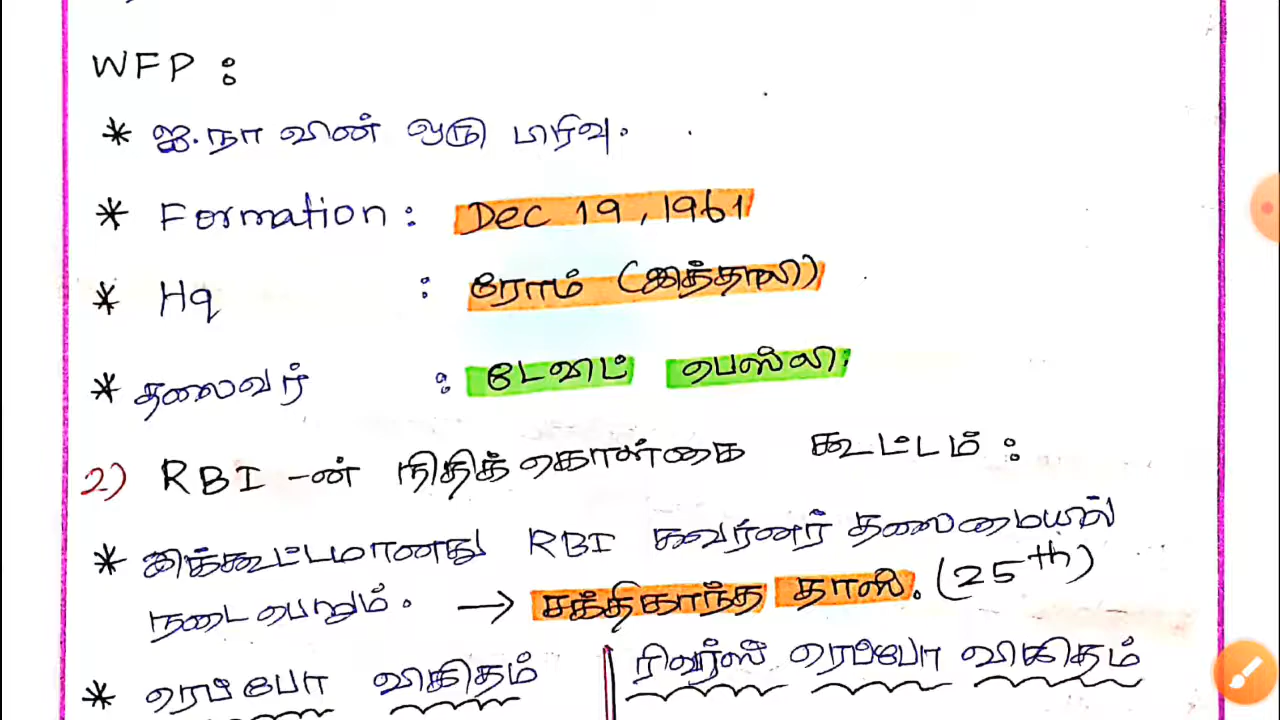 WFP :
* ஐ.நா வின் ஒரு பிரிவு.
* Formation : Dec 19, 1961
* Hq : ரோம் (இத்தாலி)
* தலைவர் : டேவிட் பெஸ்லி.
2) RBI -ன் நிதிக்கொள்கை கூட்டம் :
* இக்கூட்டமானது RBI கவர்னர் தலைமையில்
நடைபெறும். → சக்திகாந்த தாஸ். (25th)
* ரெப்போ விகிதம் ரிவர்ஸ் ரெப்போ விகிதம்